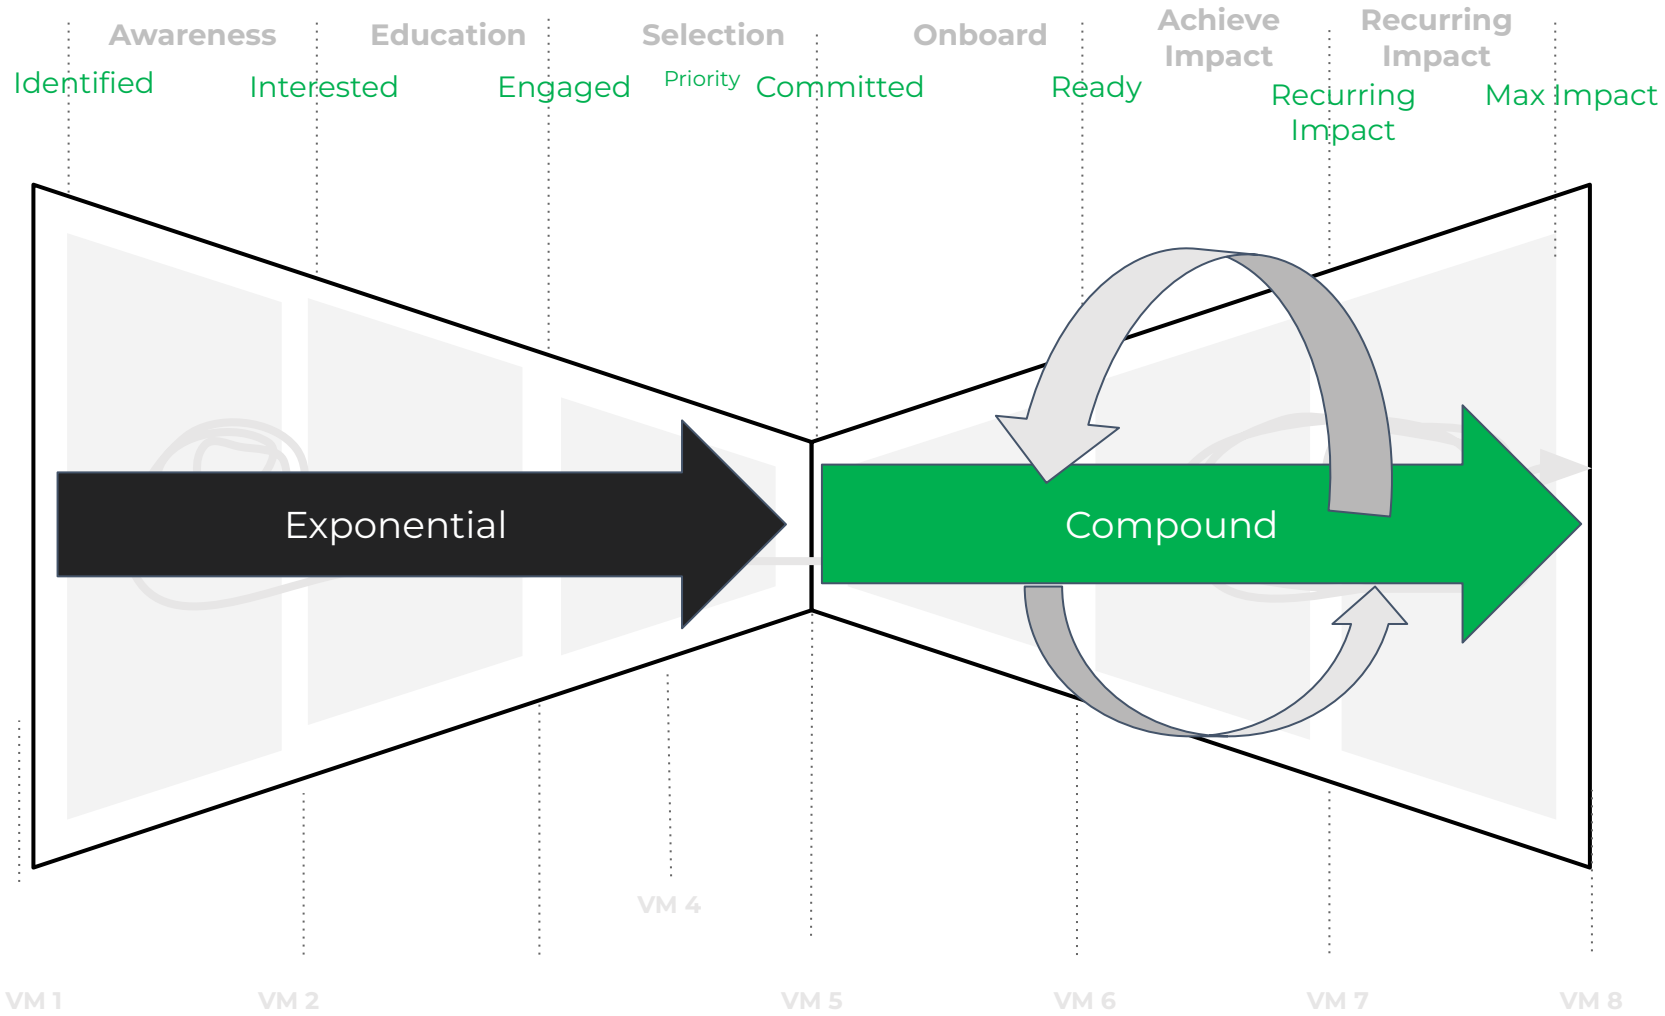 Awareness
Education
Selection
Onboard
Achieve
Impact
Recurring
Impact
Identified
Interested
Engaged
Priority
Committed
Ready
Recurring
Impact
Max Impact
Exponential
Compound
VM 4
VM 1
VM 2
VM 5
VM 6
VM 7
VM 8